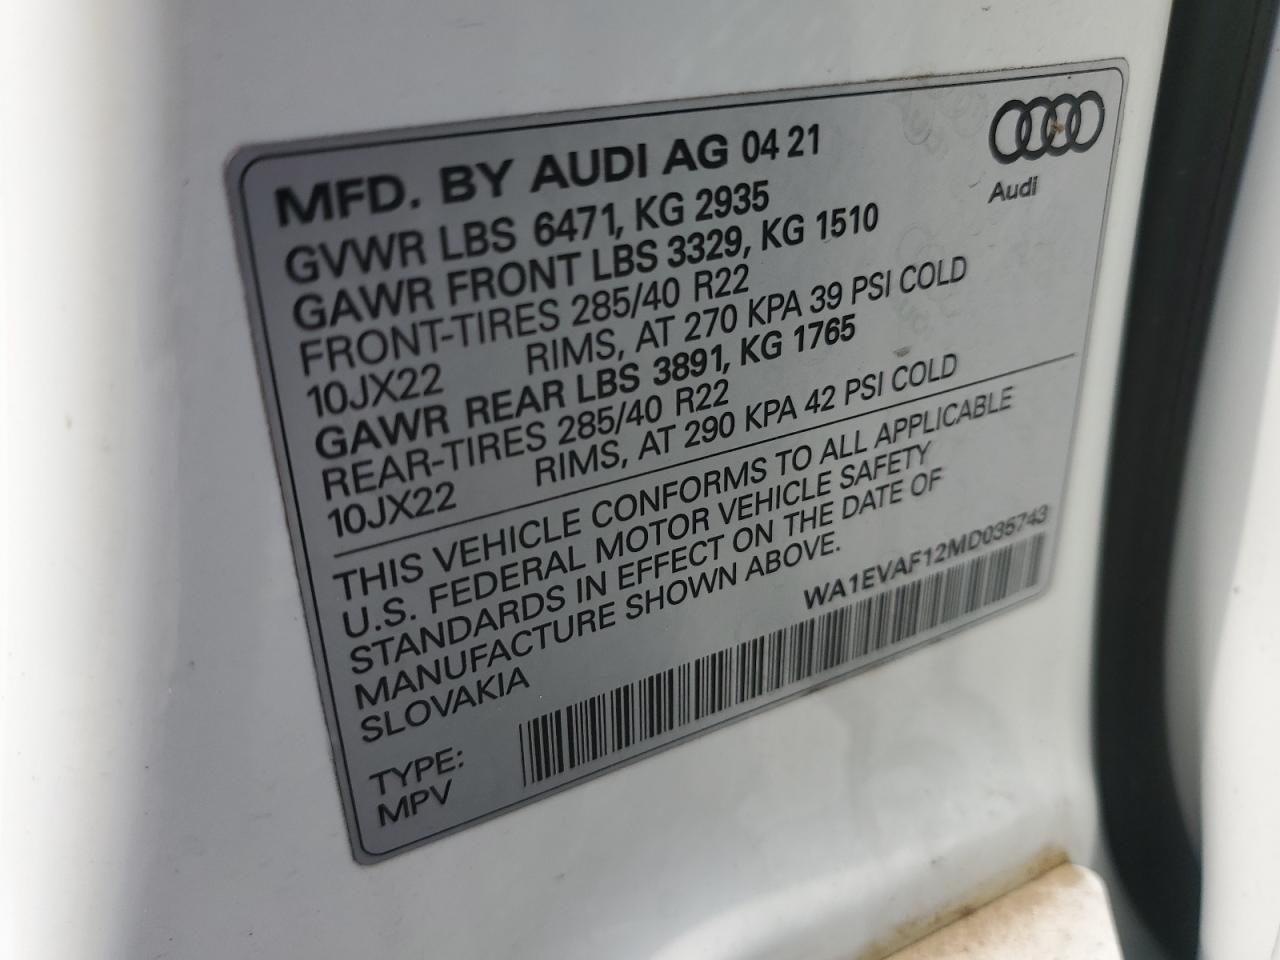 MFD. BY AUDI AG 04 21
Audi
GVWR LBS 6471, KG 2935
GAWR FRONT LBS 3329, KG 1510
FRONT-TIRES 285/40 R22
10JX22 RIMS, AT 270 KPA 39 PSI COLD
GAWR REAR LBS 3891, KG 1765
REAR-TIRES 285/40 R22
10JX22 RIMS, AT 290 KPA 42 PSI COLD
THIS VEHICLE CONFORMS TO ALL APPLICABLE
U.S. FEDERAL MOTOR VEHICLE SAFETY
STANDARDS IN EFFECT ON THE DATE OF
MANUFACTURE SHOWN ABOVE.
SLOVAKIA
WA1EVAF12MD035743
TYPE:
MPV